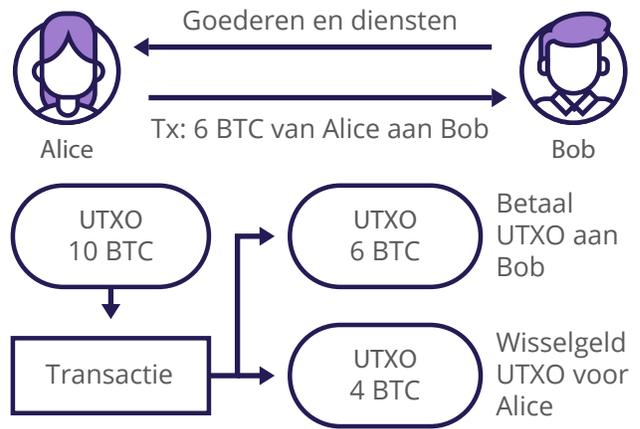 Goederen en diensten
Tx: 6 BTC van Alice aan Bob
Alice
Bob
UTXO
10 BTC
UTXO
6 BTC
Betaal
UTXO aan
Bob
Transactie
UTXO
4 BTC
Wisselgeld
UTXO voor
Alice